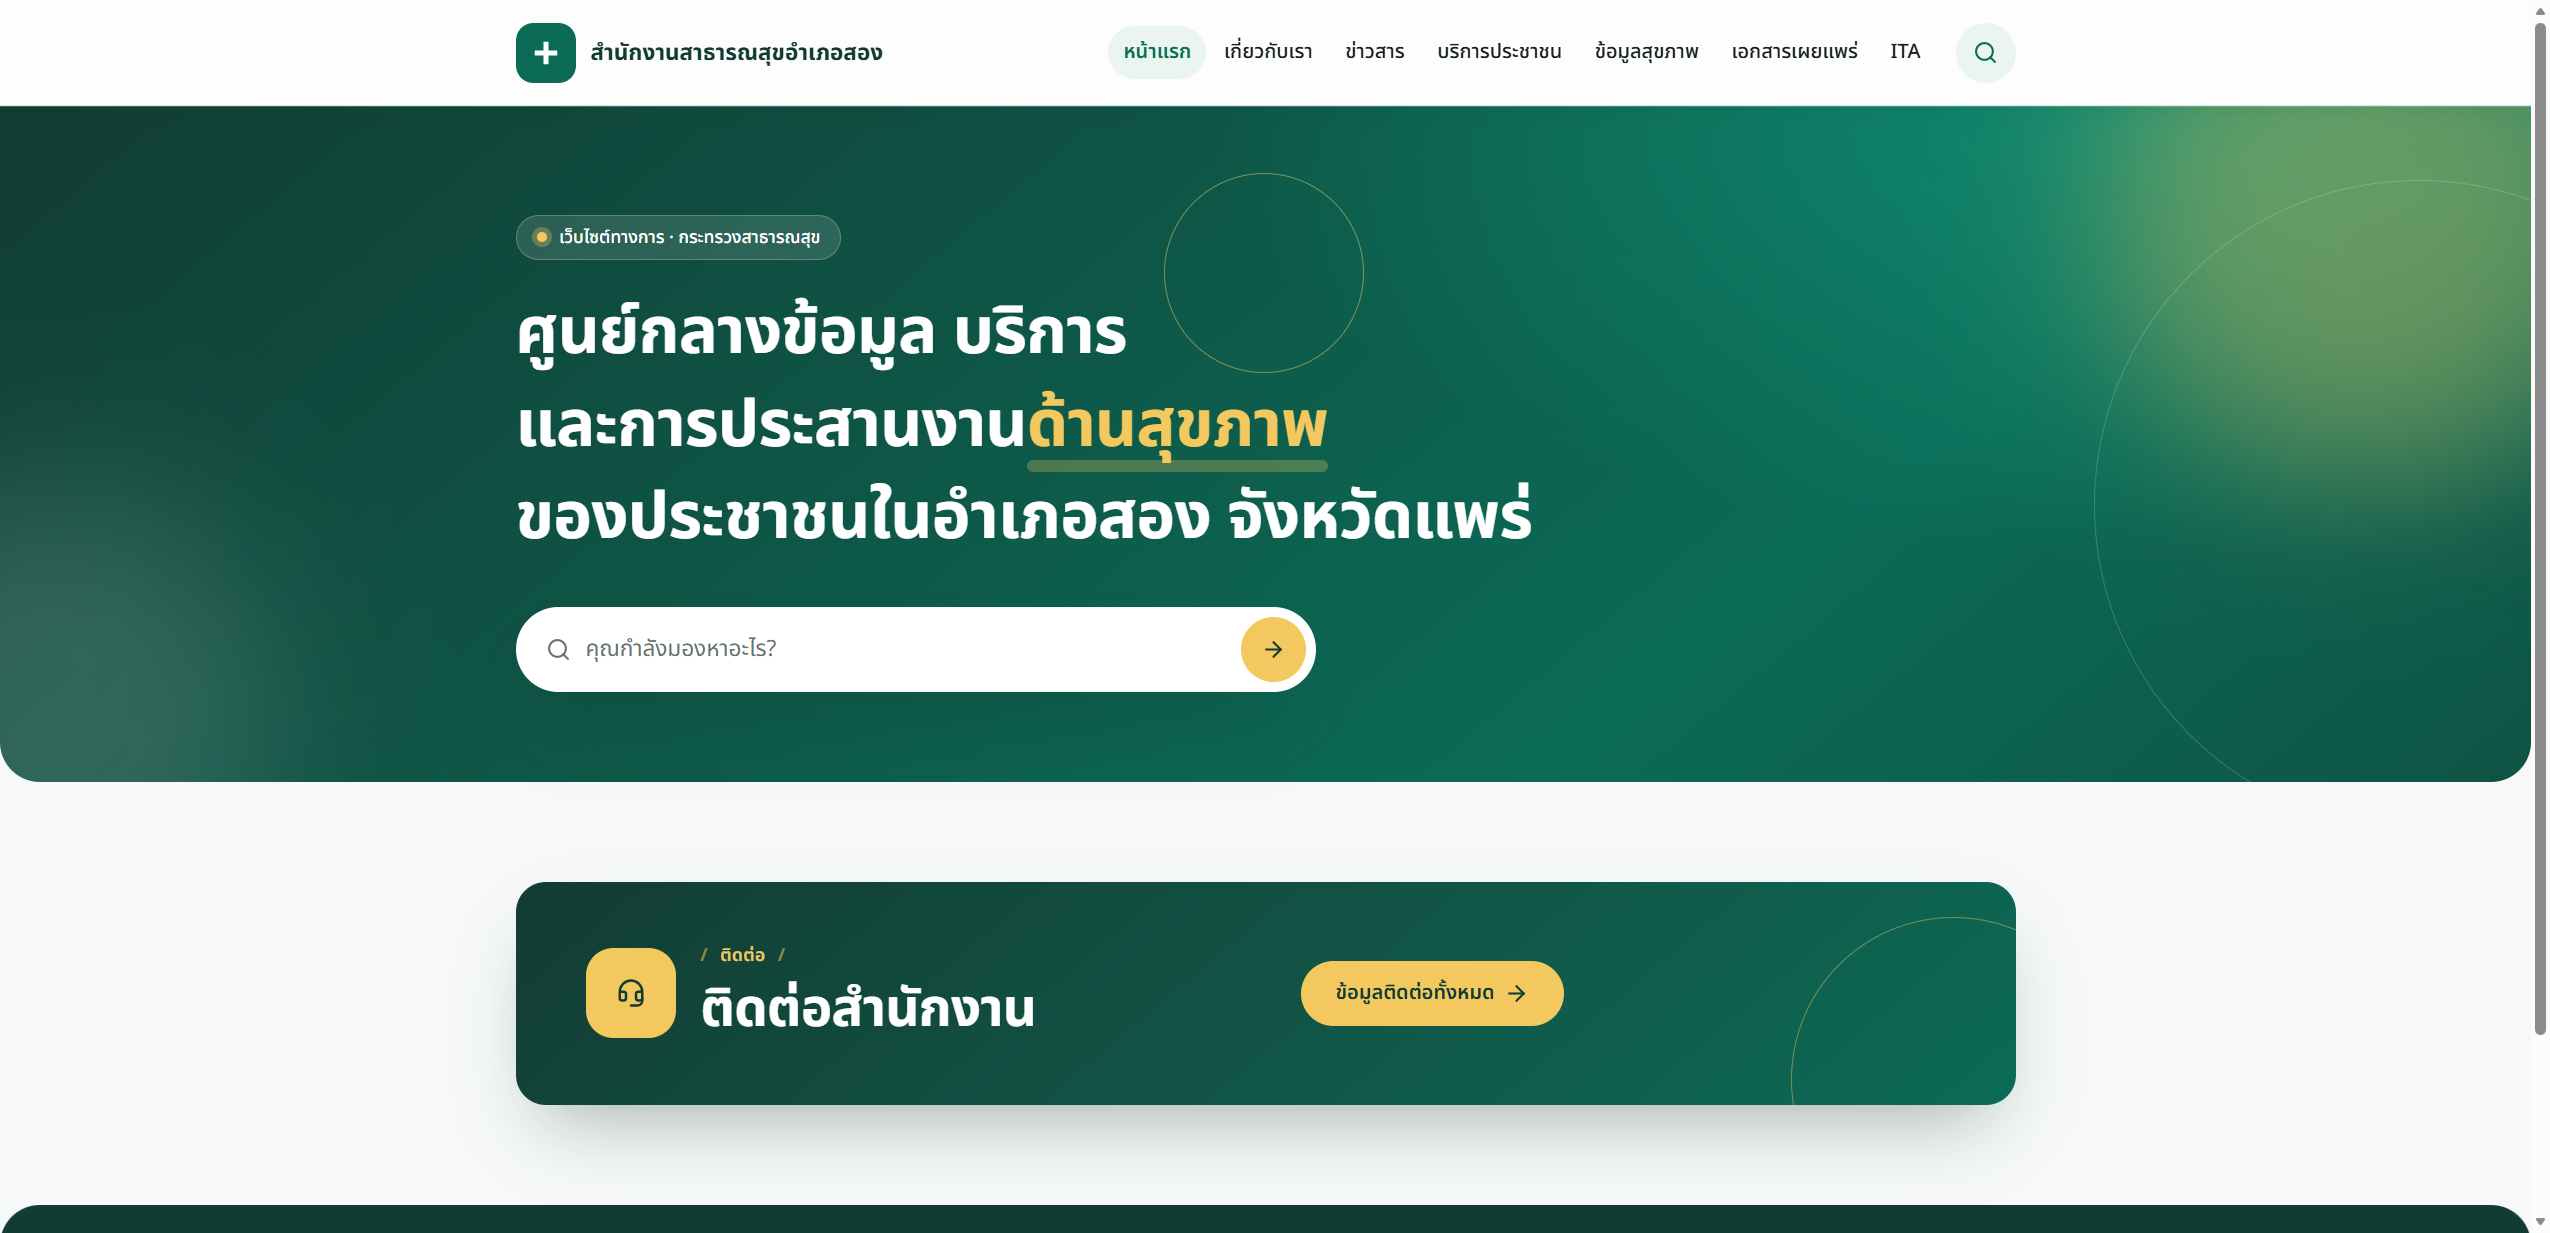 สำนักงานสาธารณสุขอำเภอสอง
หน้าแรก
เกี่ยวกับเรา
ข่าวสาร
บริการประชาชน
ข้อมูลสุขภาพ
เอกสารเผยแพร่
ITA
เว็บไซต์ทางการ · กระทรวงสาธารณสุข
ศูนย์กลางข้อมูล บริการ
และการประสานงานด้านสุขภาพ
ของประชาชนในอำเภอสอง จังหวัดแพร่
คุณกำลังมองหาอะไร?
/ ติดต่อ /
ติดต่อสำนักงาน
ข้อมูลติดต่อทั้งหมด